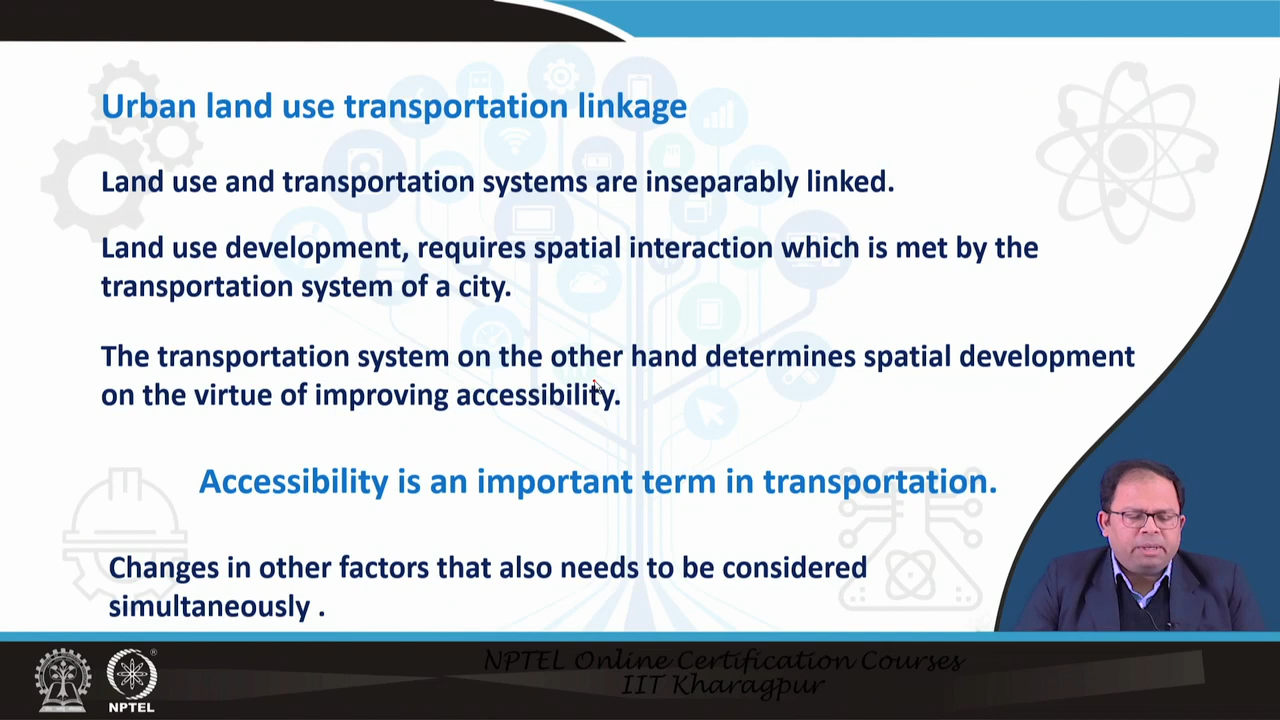 Urban land use transportation linkage
Land use and transportation systems are inseparably linked.
Land use development, requires spatial interaction which is met by the
transportation system of a city.
The transportation system on the other hand determines spatial development
on the virtue of improving accessibility.
Accessibility is an important term in transportation.
Changes in other factors that also needs to be considered
simultaneously .
NPTEL Online Certification Courses
IIT Kharagpur
NPTEL